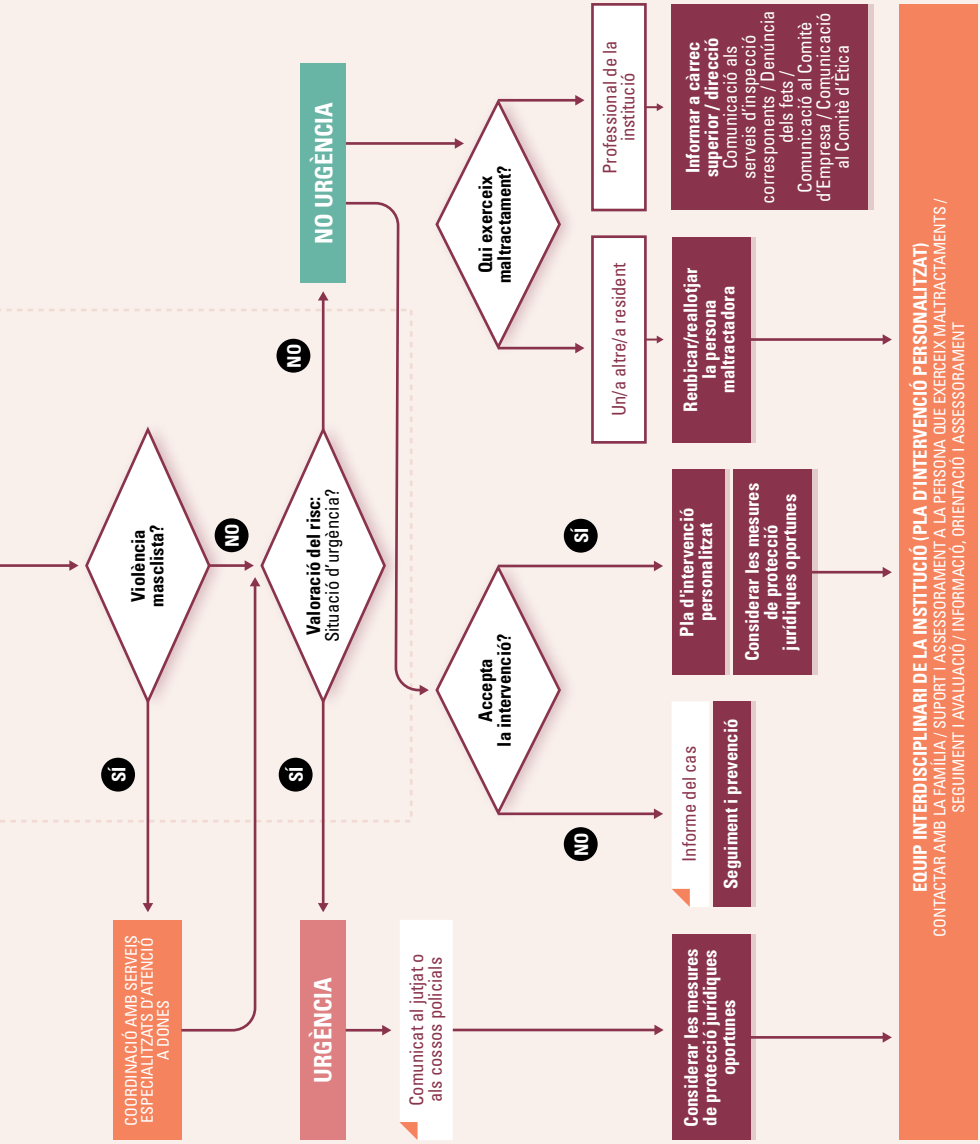 Violència
masclista?
SÍ
NO
COORDINACIÓ AMB SERVEIS
ESPECIALITZATS D'ATENCIÓ
A DONES
Valoració del risc:
Situació d'urgència?
SÍ
NO
URGÈNCIA
NO URGÈNCIA
Comunicat al jutjat o
als cossos policials
Accepta
la intervenció?
NO
SÍ
Qui exerceix
maltractament?
Un/a altre/a resident
Professional de la
institució
Considerar les mesures
de protecció jurídiques
oportunes
Informe del cas
Seguiment i prevenció
Pla d'intervenció
personalitzat
Considerar les mesures
de protecció
jurídiques oportunes
Reubicar/reallotjar
la persona
maltractadora
Informar a càrrec
superior / direcció
Comunicació als
serveis d'inspecció
corresponents / Denúncia
dels fets /
Comunicació al Comitè
d'Empresa / Comunicació
al Comitè d'Ètica
EQUIP INTERDISCIPLINARI DE LA INSTITUCIÓ (PLA D'INTERVENCIÓ PERSONALITZAT)
CONTACTAR AMB LA FAMÍLIA / SUPORT I ASSESSORAMENT A LA PERSONA QUE EXERCEIX MALTRACTAMENTS /
SEGUIMENT I AVALUACIÓ / INFORMACIÓ, ORIENTACIÓ I ASSESSORAMENT